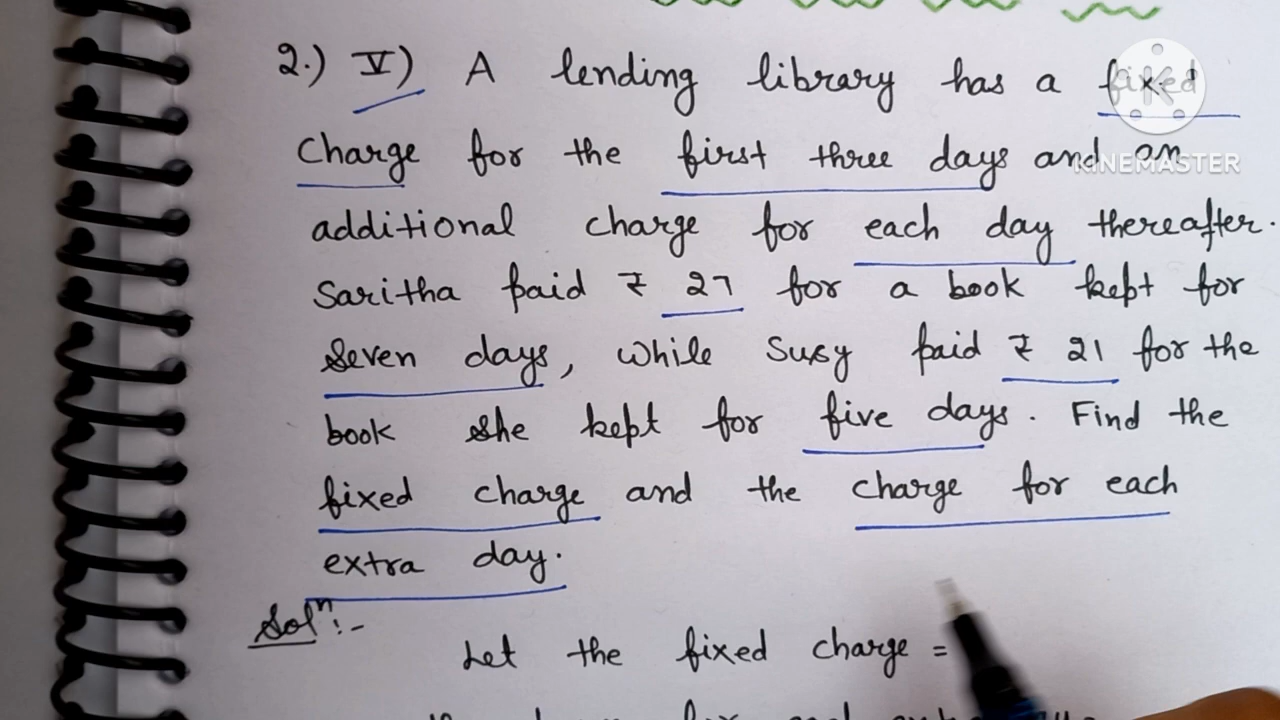 2.) V) A lending library has a fixed
Charge for the first three days and an
KINEMASTER
additional charge for each day thereafter.
Saritha paid ₹ 27 for a book kept for
Seven days, while Susy paid ₹ 21 for the
book she kept for five days. Find the
fixed charge and the charge for each
extra day.
Solⁿ:-
Let the fixed charge =